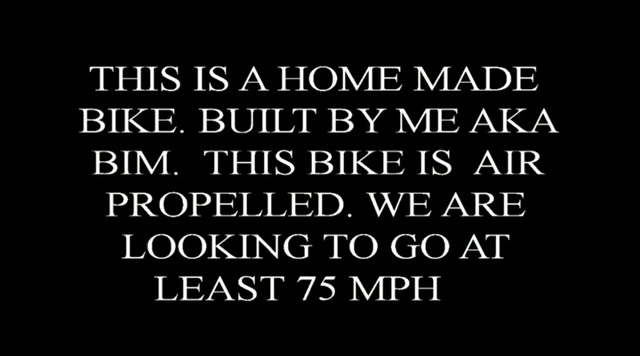 THIS IS A HOME MADE
BIKE. BUILT BY ME AKA
BIM. THIS BIKE IS AIR
PROPELLED. WE ARE
LOOKING TO GO AT
LEAST 75 MPH